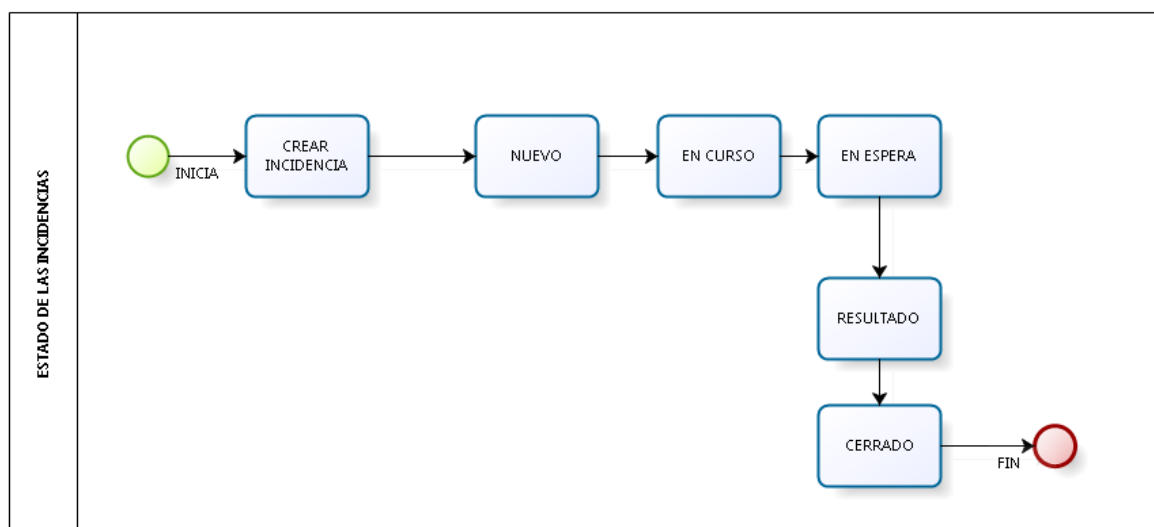 ESTADO DE LAS INCIDENCIAS
INICIA
CREAR
INCIDENCIA
NUEVO
EN CURSO
EN ESPERA
RESULTADO
CERRADO
FIN